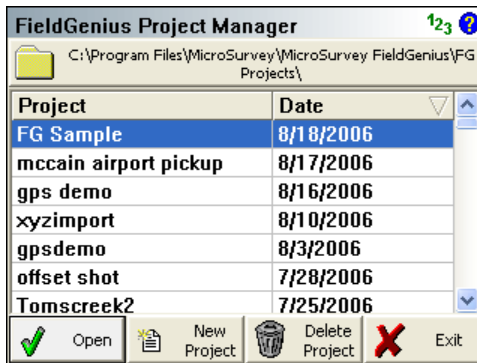 FieldGenius Project Manager 123 ?
C:\Program Files\MicroSurvey\MicroSurvey FieldGenius\FG
Projects\
Project Date
FG Sample 8/18/2006
mccain airport pickup 8/17/2006
gps demo 8/16/2006
xyzimport 8/10/2006
gpsdemo 8/3/2006
offset shot 7/28/2006
Tomscreek2 7/25/2006
Open New Project Delete Project Exit